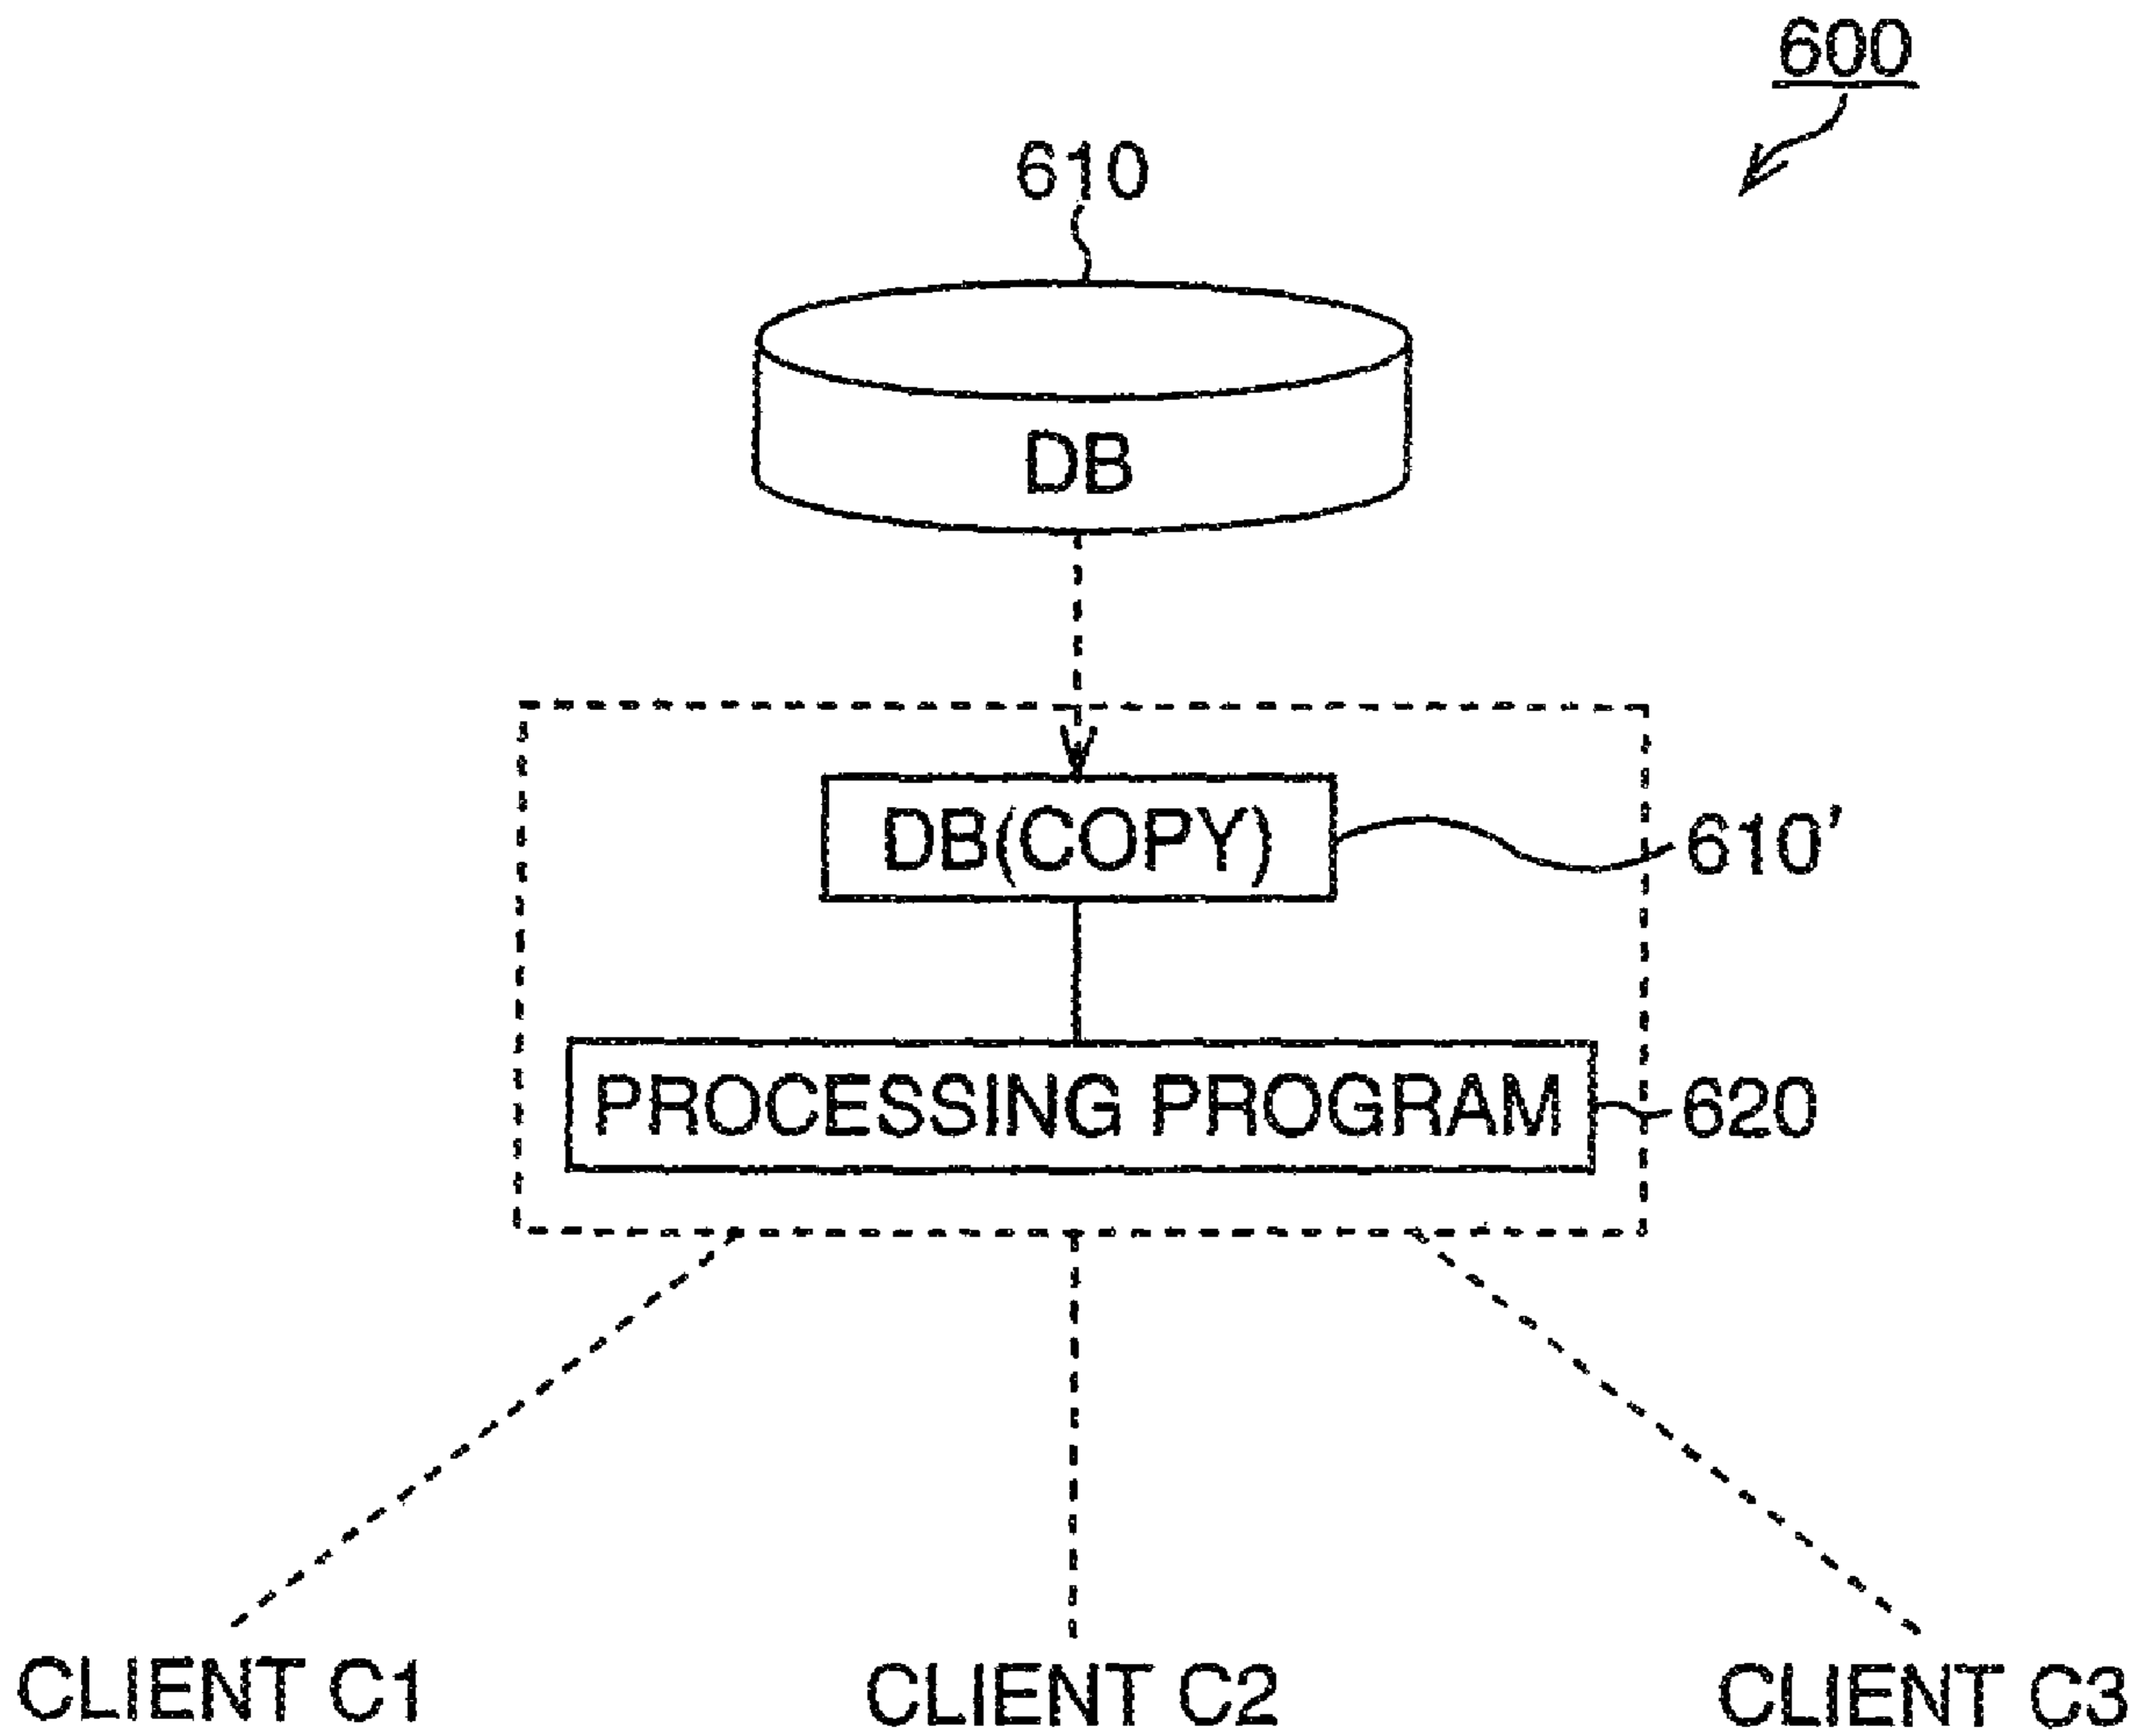 600
610
DB
DB(COPY)
610'
PROCESSING PROGRAM
620
CLIENT C1
CLIENT C2
CLIENT C3